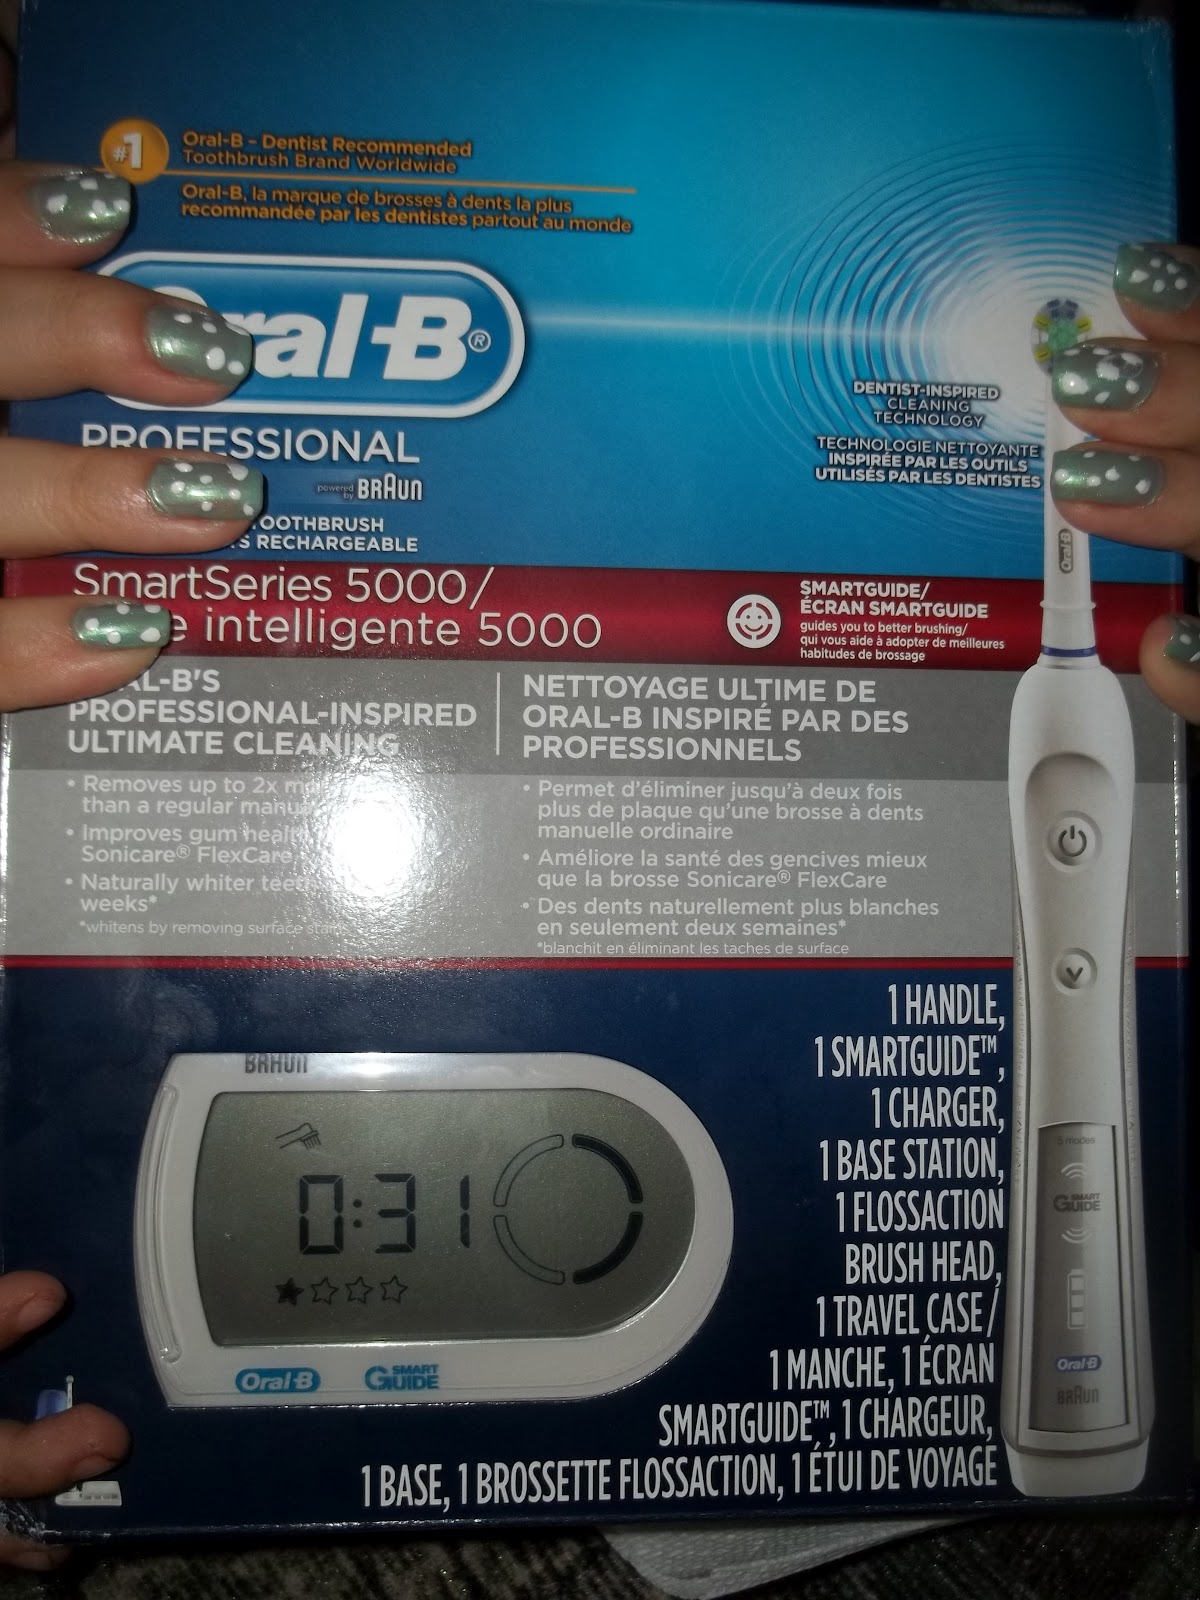 #1
Oral-B - Dentist Recommended
Toothbrush Brand Worldwide
Oral-B, la marque de brosses à dents la plus
recommandée par les dentistes partout au monde
ral-B®
PROFESSIONAL
powered by BRAUN
TOOTHBRUSH
RECHARGEABLE
DENTIST-INSPIRED
CLEANING
TECHNOLOGY
TECHNOLOGIE NETTOYANTE
INSPIRÉE PAR LES OUTILS
UTILISÉS PAR LES DENTISTES
Oral-B
SmartSeries 5000/
intelligente 5000
SMARTGUIDE/
ÉCRAN SMARTGUIDE
guides you to better brushing/
qui vous aide à adopter de meilleures
habitudes de brossage
AL-B'S
PROFESSIONAL-INSPIRED
ULTIMATE CLEANING
• Removes up to 2x
than a regular
• Improves gum health
Sonicare® FlexCare
• Naturally whiter teeth
weeks*
*whitens by removing surface
NETTOYAGE ULTIME DE
ORAL-B INSPIRÉ PAR DES
PROFESSIONNELS
• Permet d'éliminer jusqu'à deux fois
plus de plaque qu'une brosse à dents
manuelle ordinaire
• Améliore la santé des gencives mieux
que la brosse Sonicare® FlexCare
• Des dents naturellement plus blanches
en seulement deux semaines*
*blanchit en éliminant les taches de surface
BRAUN
0:31
Oral-B SMART GUIDE
1 HANDLE,
1 SMARTGUIDE™,
1 CHARGER,
1 BASE STATION,
1 FLOSSACTION
BRUSH HEAD,
1 TRAVEL CASE/
1 MANCHE, 1 ÉCRAN
SMARTGUIDE™, 1 CHARGEUR,
1 BASE, 1 BROSSETTE FLOSSACTION, 1 ÉTUI DE VOYAGE
5 modes
SMART GUIDE
Oral-B
BRAUN